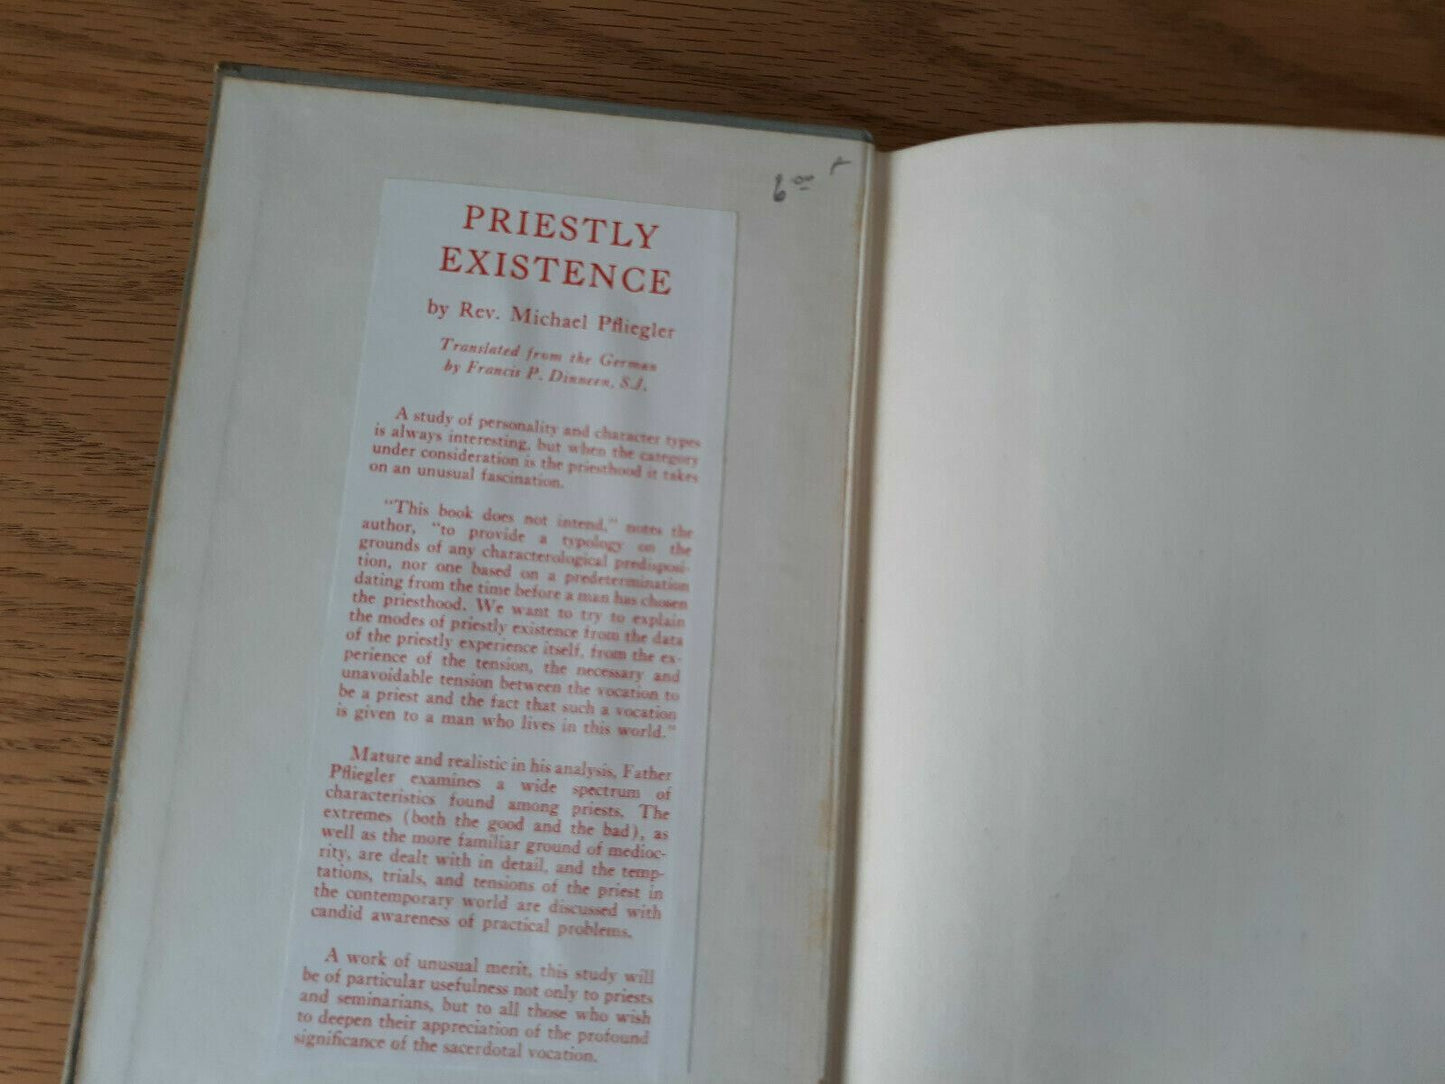 6.00
PRIESTLY
EXISTENCE
by Rev. Michael Pfliegler
Translated from the German
by Francis P. Dinneen, S.J.
A study of personality and character types
is always interesting, but when the category
under consideration is the priesthood it takes
on an unusual fascination.
"This book does not intend," notes the
author, "to provide a typology on the
grounds of any characterological predisposi-
tion, nor one based on a predetermination
dating from the time before a man has chosen
the priesthood. We want to try to explain
the modes of priestly existence from the data
of the priestly experience itself, from the ex-
perience of the tension, the necessary and
unavoidable tension between the vocation to
be a priest and the fact that such a vocation
is given to a man who lives in this world."
Mature and realistic in his analysis, Father
Pfliegler examines a wide spectrum of
characteristics found among priests. The
extremes (both the good and the bad), as
well as the more familiar ground of medioc-
rity, are dealt with in detail, and the temp-
tations, trials, and tensions of the priest in
the contemporary world are discussed with
candid awareness of practical problems.
A work of unusual merit, this study will
be of particular usefulness not only to priests
and seminarians, but to all those who wish
to deepen their appreciation of the profound
significance of the sacerdotal vocation.